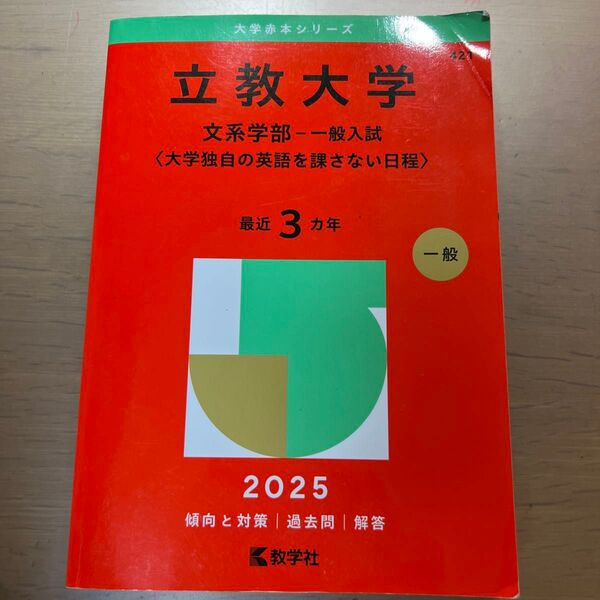 大学赤本シリーズ
421
立教大学
文系学部−一般入試
〈大学独自の英語を課さない日程〉
最近 3 カ年
一般
2025
傾向と対策|過去問|解答
教学社